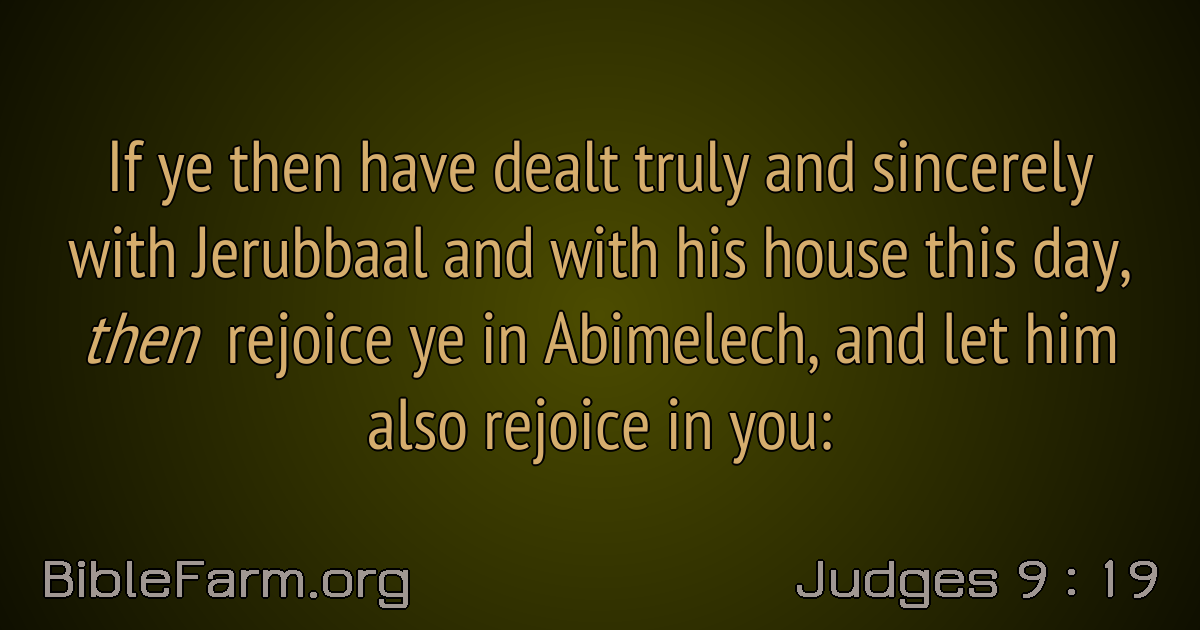 If ye then have dealt truly and sincerely
with Jerubbaal and with his house this day,
then rejoice ye in Abimelech, and let him
also rejoice in you:
BibleFarm.org
Judges 9 : 19